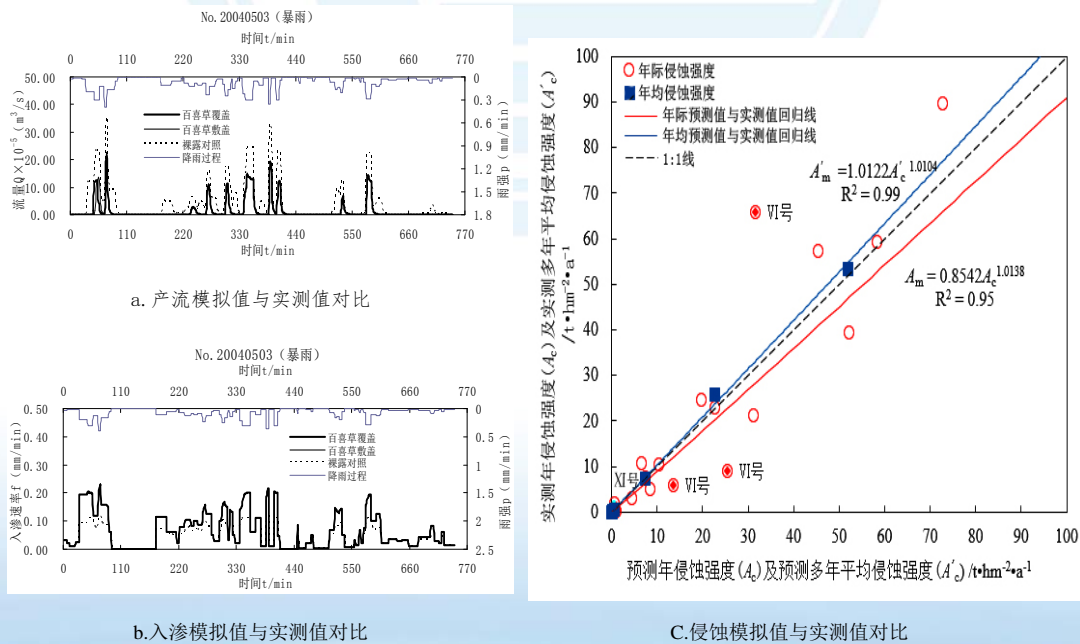 No.20040503（暴雨）
时间t/min
0 110 220 330 440 550 660 770
50.00
40.00
30.00
20.00
10.00
0.00
流量Q×10⁻⁵（m³/s）
百喜草覆盖
百喜草敷盖
裸露对照
降雨过程
0
0.3
0.6
0.9
1.2
1.5
1.8
雨强p（mm/min）
0 110 220 330 440 550 660 770
时间t/min
a. 产流模拟值与实测值对比
No.20040503（暴雨）
时间t/min
0 110 220 330 440 550 660 770
0.50
0.40
0.30
0.20
0.10
0.00
入渗速率f（mm/min）
百喜草覆盖
百喜草敷盖
裸露对照
降雨过程
0
0.5
1
1.5
2
2.5
雨强p（mm/min）
0 110 220 330 440 550 660 770
时间t/min
b.入渗模拟值与实测值对比
100
90
80
70
60
50
40
30
20
10
0
实测年侵蚀强度(A꜀)及实测多年平均侵蚀强度(A′꜀)
/t•hm⁻²•a⁻¹
年际侵蚀强度
年均侵蚀强度
年际预测值与实测值回归线
年均预测值与实测值回归线
1:1线
A′ₘ=1.0122A′꜀^1.0104
R²=0.99
VI号
Aₘ=0.8542A꜀^1.0138
R²=0.95
XI号
VI号
VI号
0 10 20 30 40 50 60 70 80 90 100
预测年侵蚀强度(A꜀)及预测多年平均侵蚀强度(A′꜀)/t•hm⁻²•a⁻¹
C.侵蚀模拟值与实测值对比